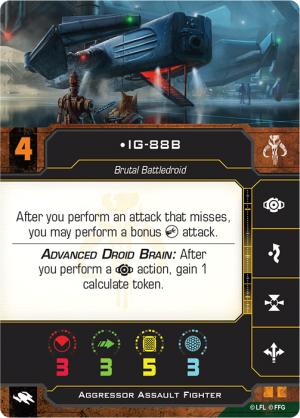 4
•IG-88B
Brutal Battledroid
After you perform an attack that misses,
you may perform a bonus attack.
ADVANCED DROID BRAIN: After
you perform a action, gain 1
calculate token.
3 3 5 3
AGGRESSOR ASSAULT FIGHTER
© LFL © FFG